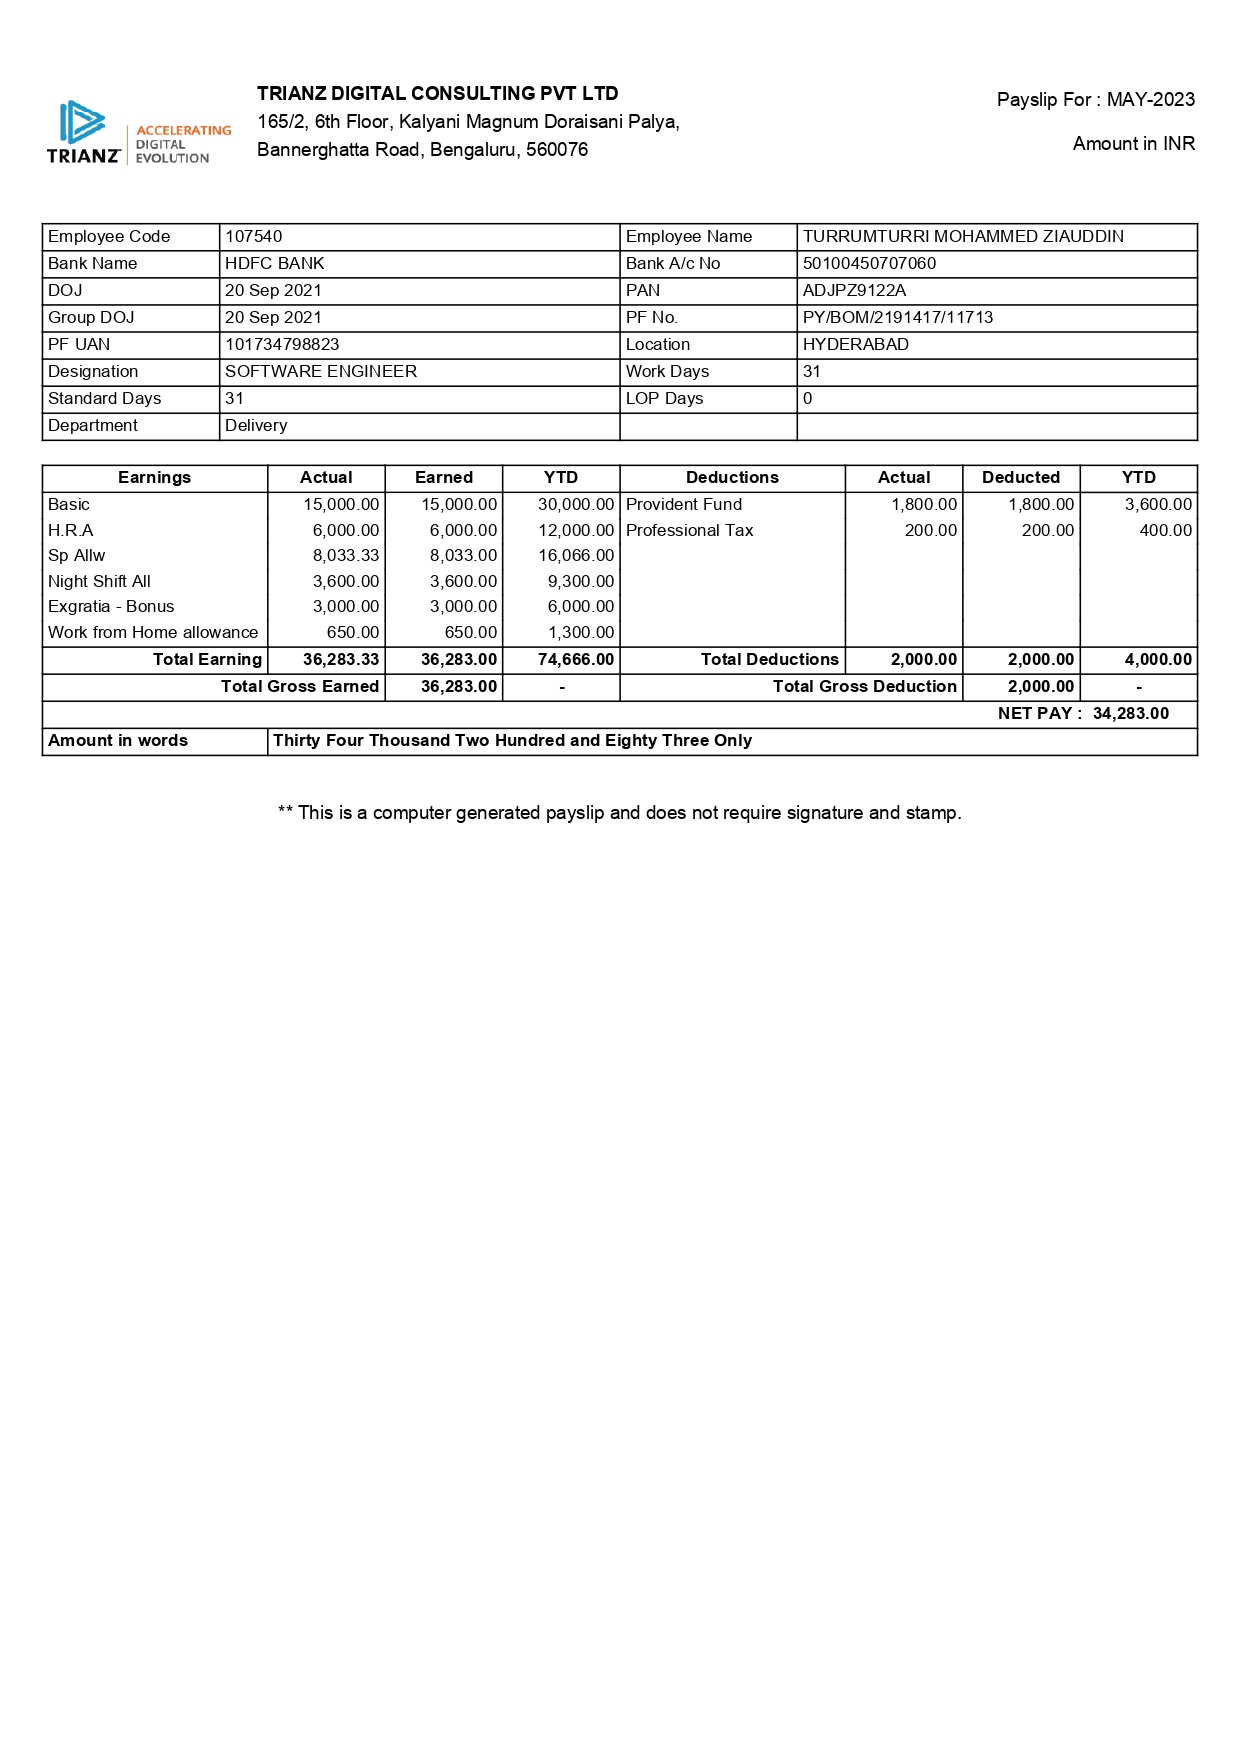 TRIANZ
ACCELERATING
DIGITAL
EVOLUTION
TRIANZ DIGITAL CONSULTING PVT LTD
165/2, 6th Floor, Kalyani Magnum Doraisani Palya,
Bannerghatta Road, Bengaluru, 560076
Payslip For : MAY-2023
Amount in INR
Employee Code 107540 Employee Name TURRUMTURRI MOHAMMED ZIAUDDIN
Bank Name HDFC BANK Bank A/c No 50100450707060
DOJ 20 Sep 2021 PAN ADJPZ9122A
Group DOJ 20 Sep 2021 PF No. PY/BOM/2191417/11713
PF UAN 101734798823 Location HYDERABAD
Designation SOFTWARE ENGINEER Work Days 31
Standard Days 31 LOP Days 0
Department Delivery
Earnings Actual Earned YTD Deductions Actual Deducted YTD
Basic 15,000.00 15,000.00 30,000.00 Provident Fund 1,800.00 1,800.00 3,600.00
H.R.A 6,000.00 6,000.00 12,000.00 Professional Tax 200.00 200.00 400.00
Sp Allw 8,033.33 8,033.00 16,066.00
Night Shift All 3,600.00 3,600.00 9,300.00
Exgratia - Bonus 3,000.00 3,000.00 6,000.00
Work from Home allowance 650.00 650.00 1,300.00
Total Earning 36,283.33 36,283.00 74,666.00 Total Deductions 2,000.00 2,000.00 4,000.00
Total Gross Earned 36,283.00 - Total Gross Deduction 2,000.00 -
NET PAY : 34,283.00
Amount in words Thirty Four Thousand Two Hundred and Eighty Three Only
** This is a computer generated payslip and does not require signature and stamp.